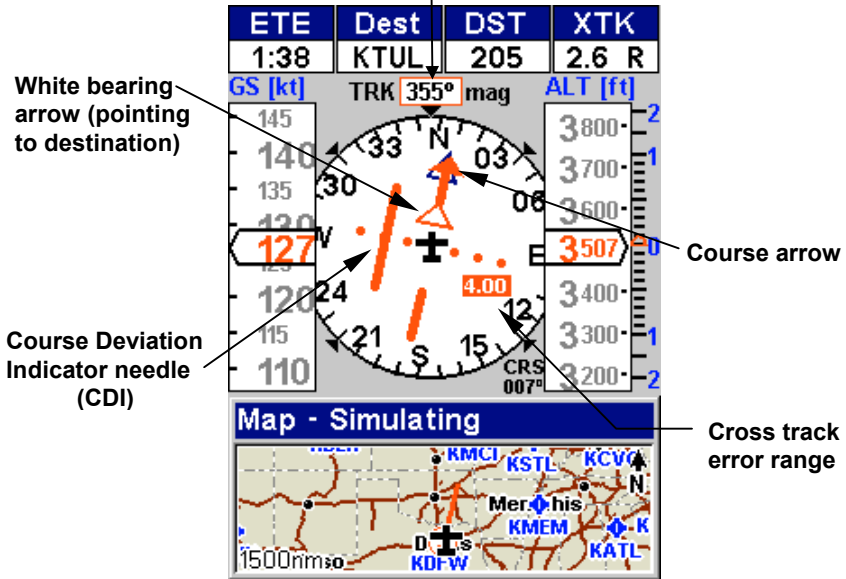 ETE Dest DST XTK
1:38 KTUL 205 2.6 R
GS [kt] TRK 355° mag ALT [ft]
White bearing
arrow (pointing
to destination)
145
140
135
130
127
125
120
115
110
N
03
06
E
12
15
S
21
24
W
30
33
4.00
CRS
007°
3800
3700
3600
3507
3400
3300
3200
2
1
0
1
2
Course arrow
Course Deviation
Indicator needle
(CDI)
Cross track
error range
Map - Simulating
KMCI KSTL KCVG
N
KMEM
KATL
KDFW
1500nm